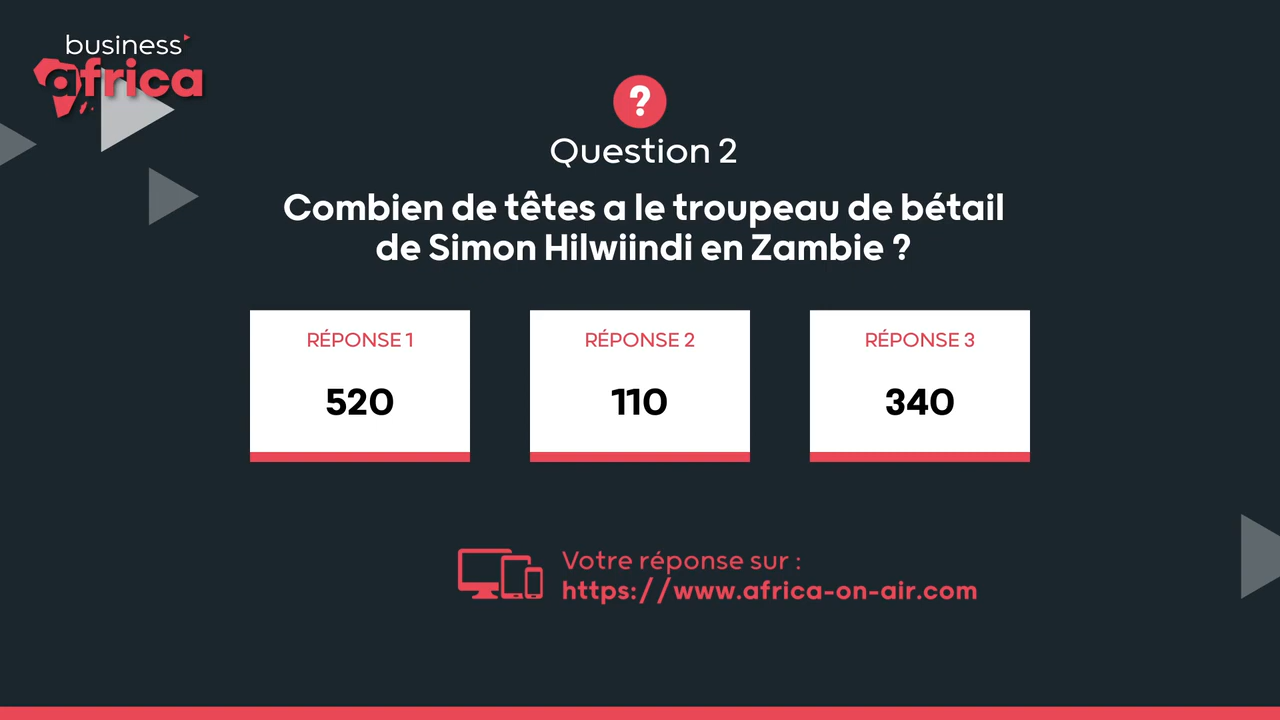 business
africa
?
Question 2
Combien de têtes a le troupeau de bétail
de Simon Hilwiindi en Zambie ?
RÉPONSE 1
520
RÉPONSE 2
110
RÉPONSE 3
340
Votre réponse sur :
https://www.africa-on-air.com